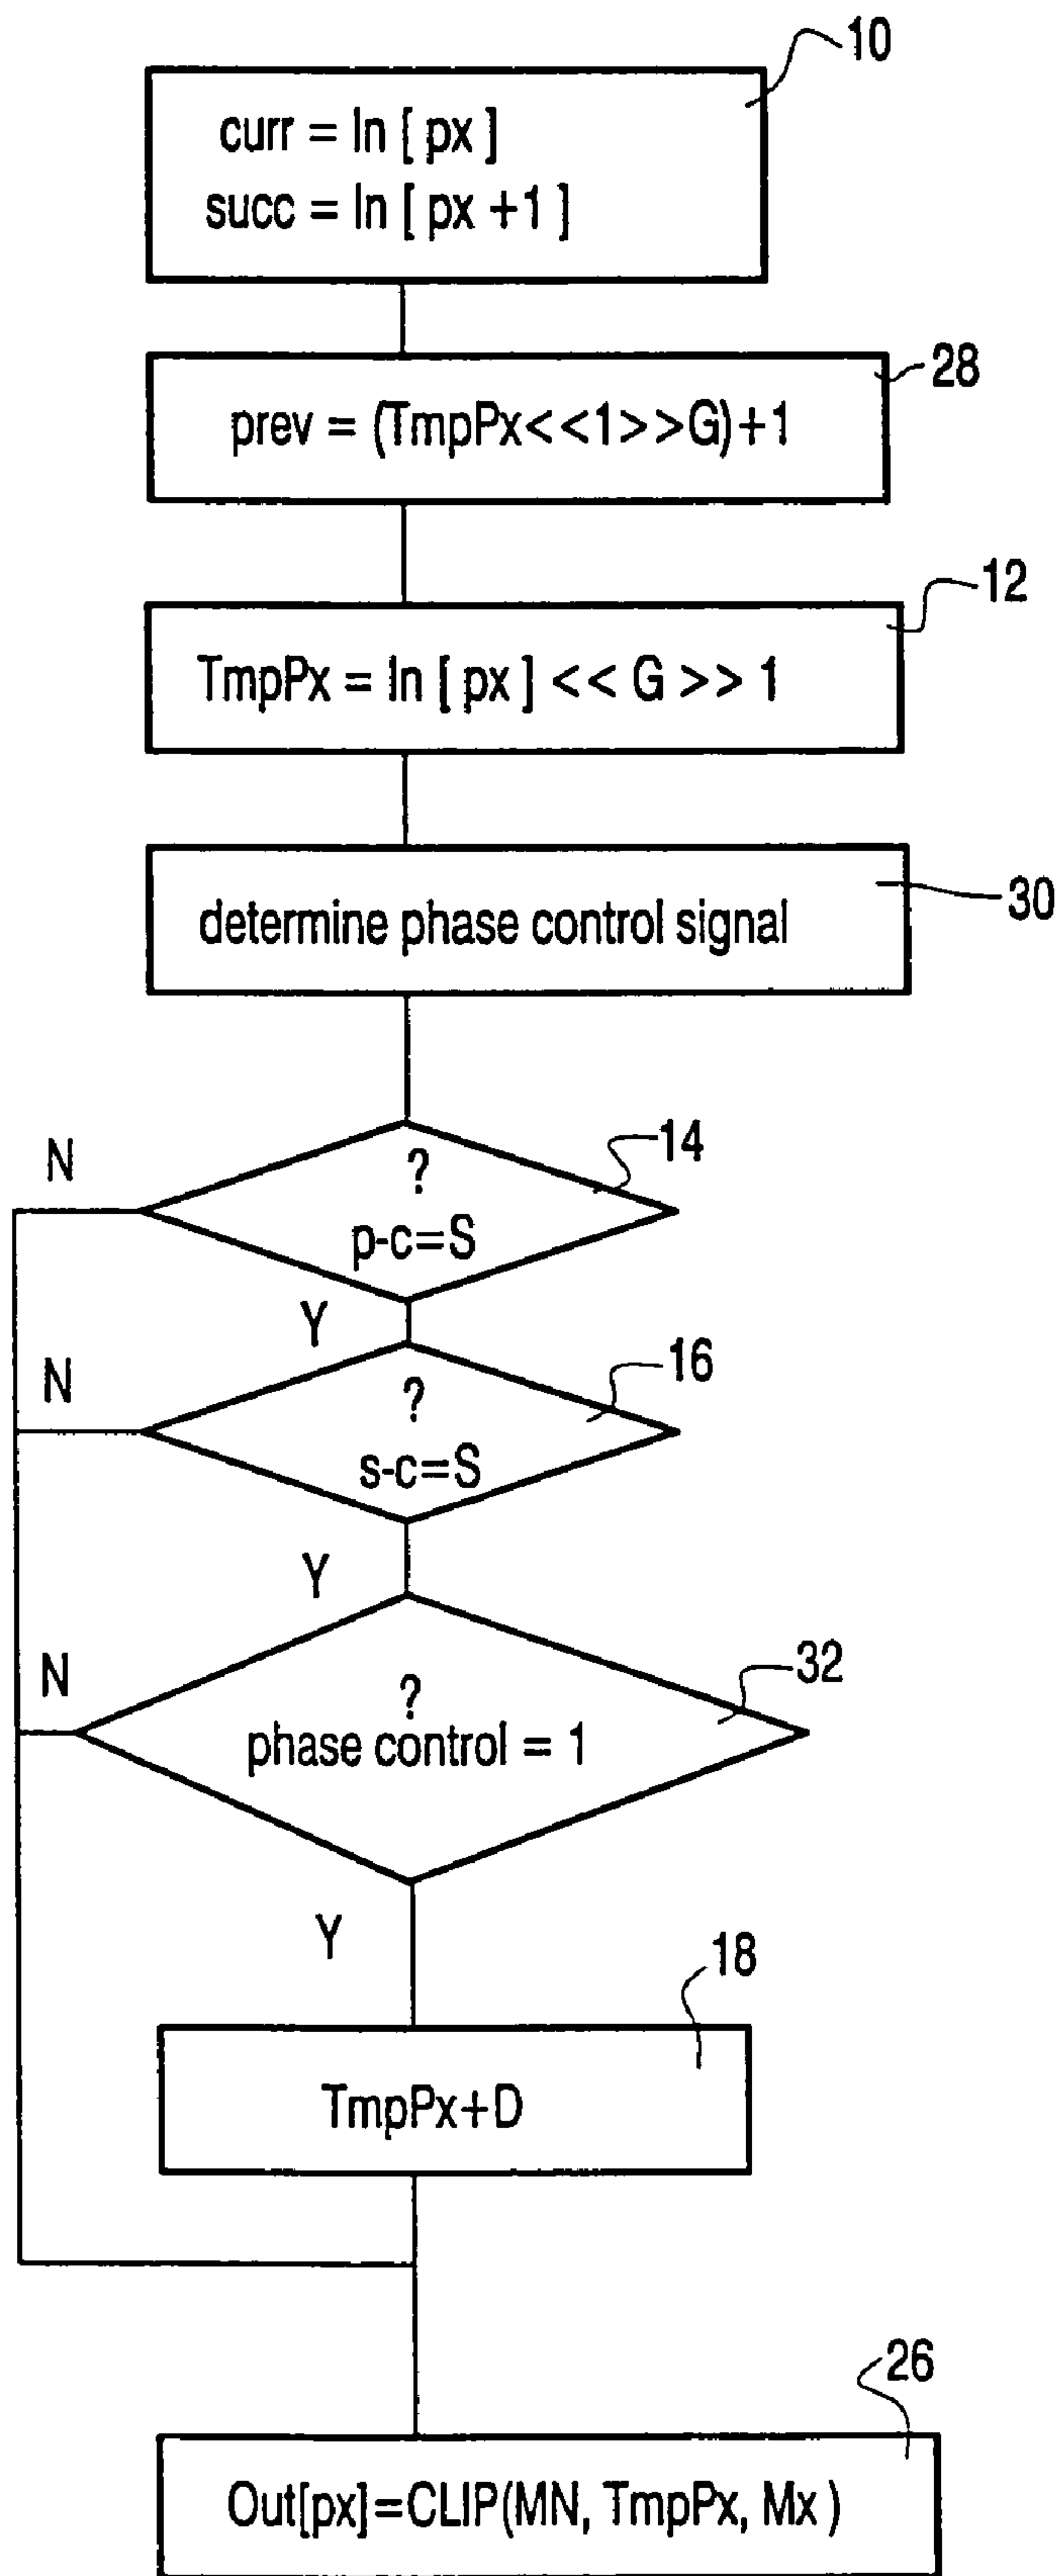 10
curr = In [ px ]
succ = In [ px +1 ]
28
prev = (TmpPx<<1>>G)+1
12
TmpPx = In [ px ] << G >> 1
30
determine phase control signal
14
N
?
p-c=S
Y
16
N
?
s-c=S
Y
32
N
?
phase control = 1
Y
18
TmpPx+D
26
Out[px]=CLIP(MN, TmpPx, Mx )